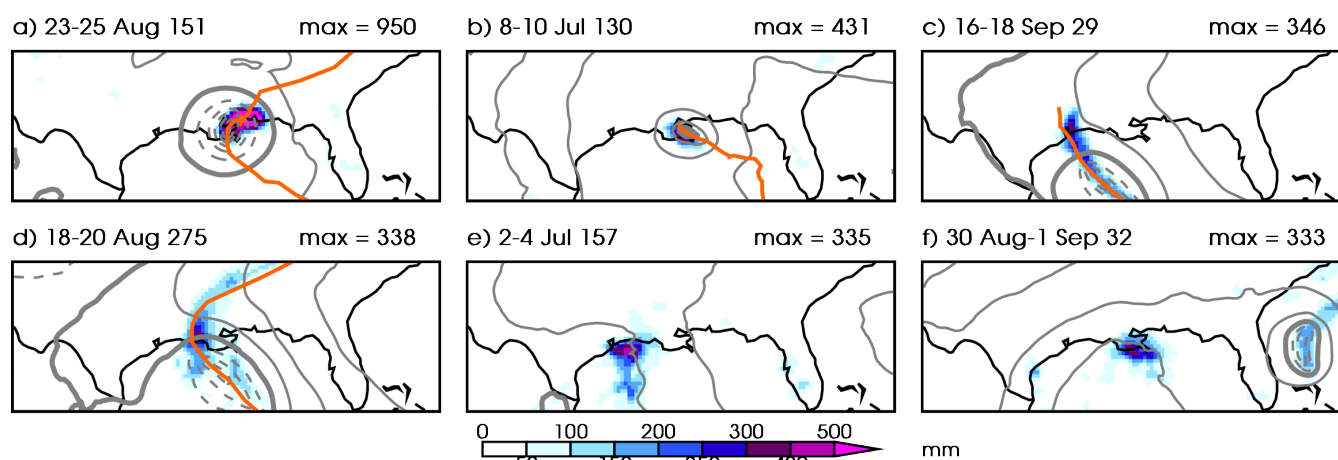 a) 23-25 Aug 151 max = 950
b) 8-10 Jul 130 max = 431
c) 16-18 Sep 29 max = 346
d) 18-20 Aug 275 max = 338
e) 2-4 Jul 157 max = 335
f) 30 Aug-1 Sep 32 max = 333
0 100 200 300 500
mm